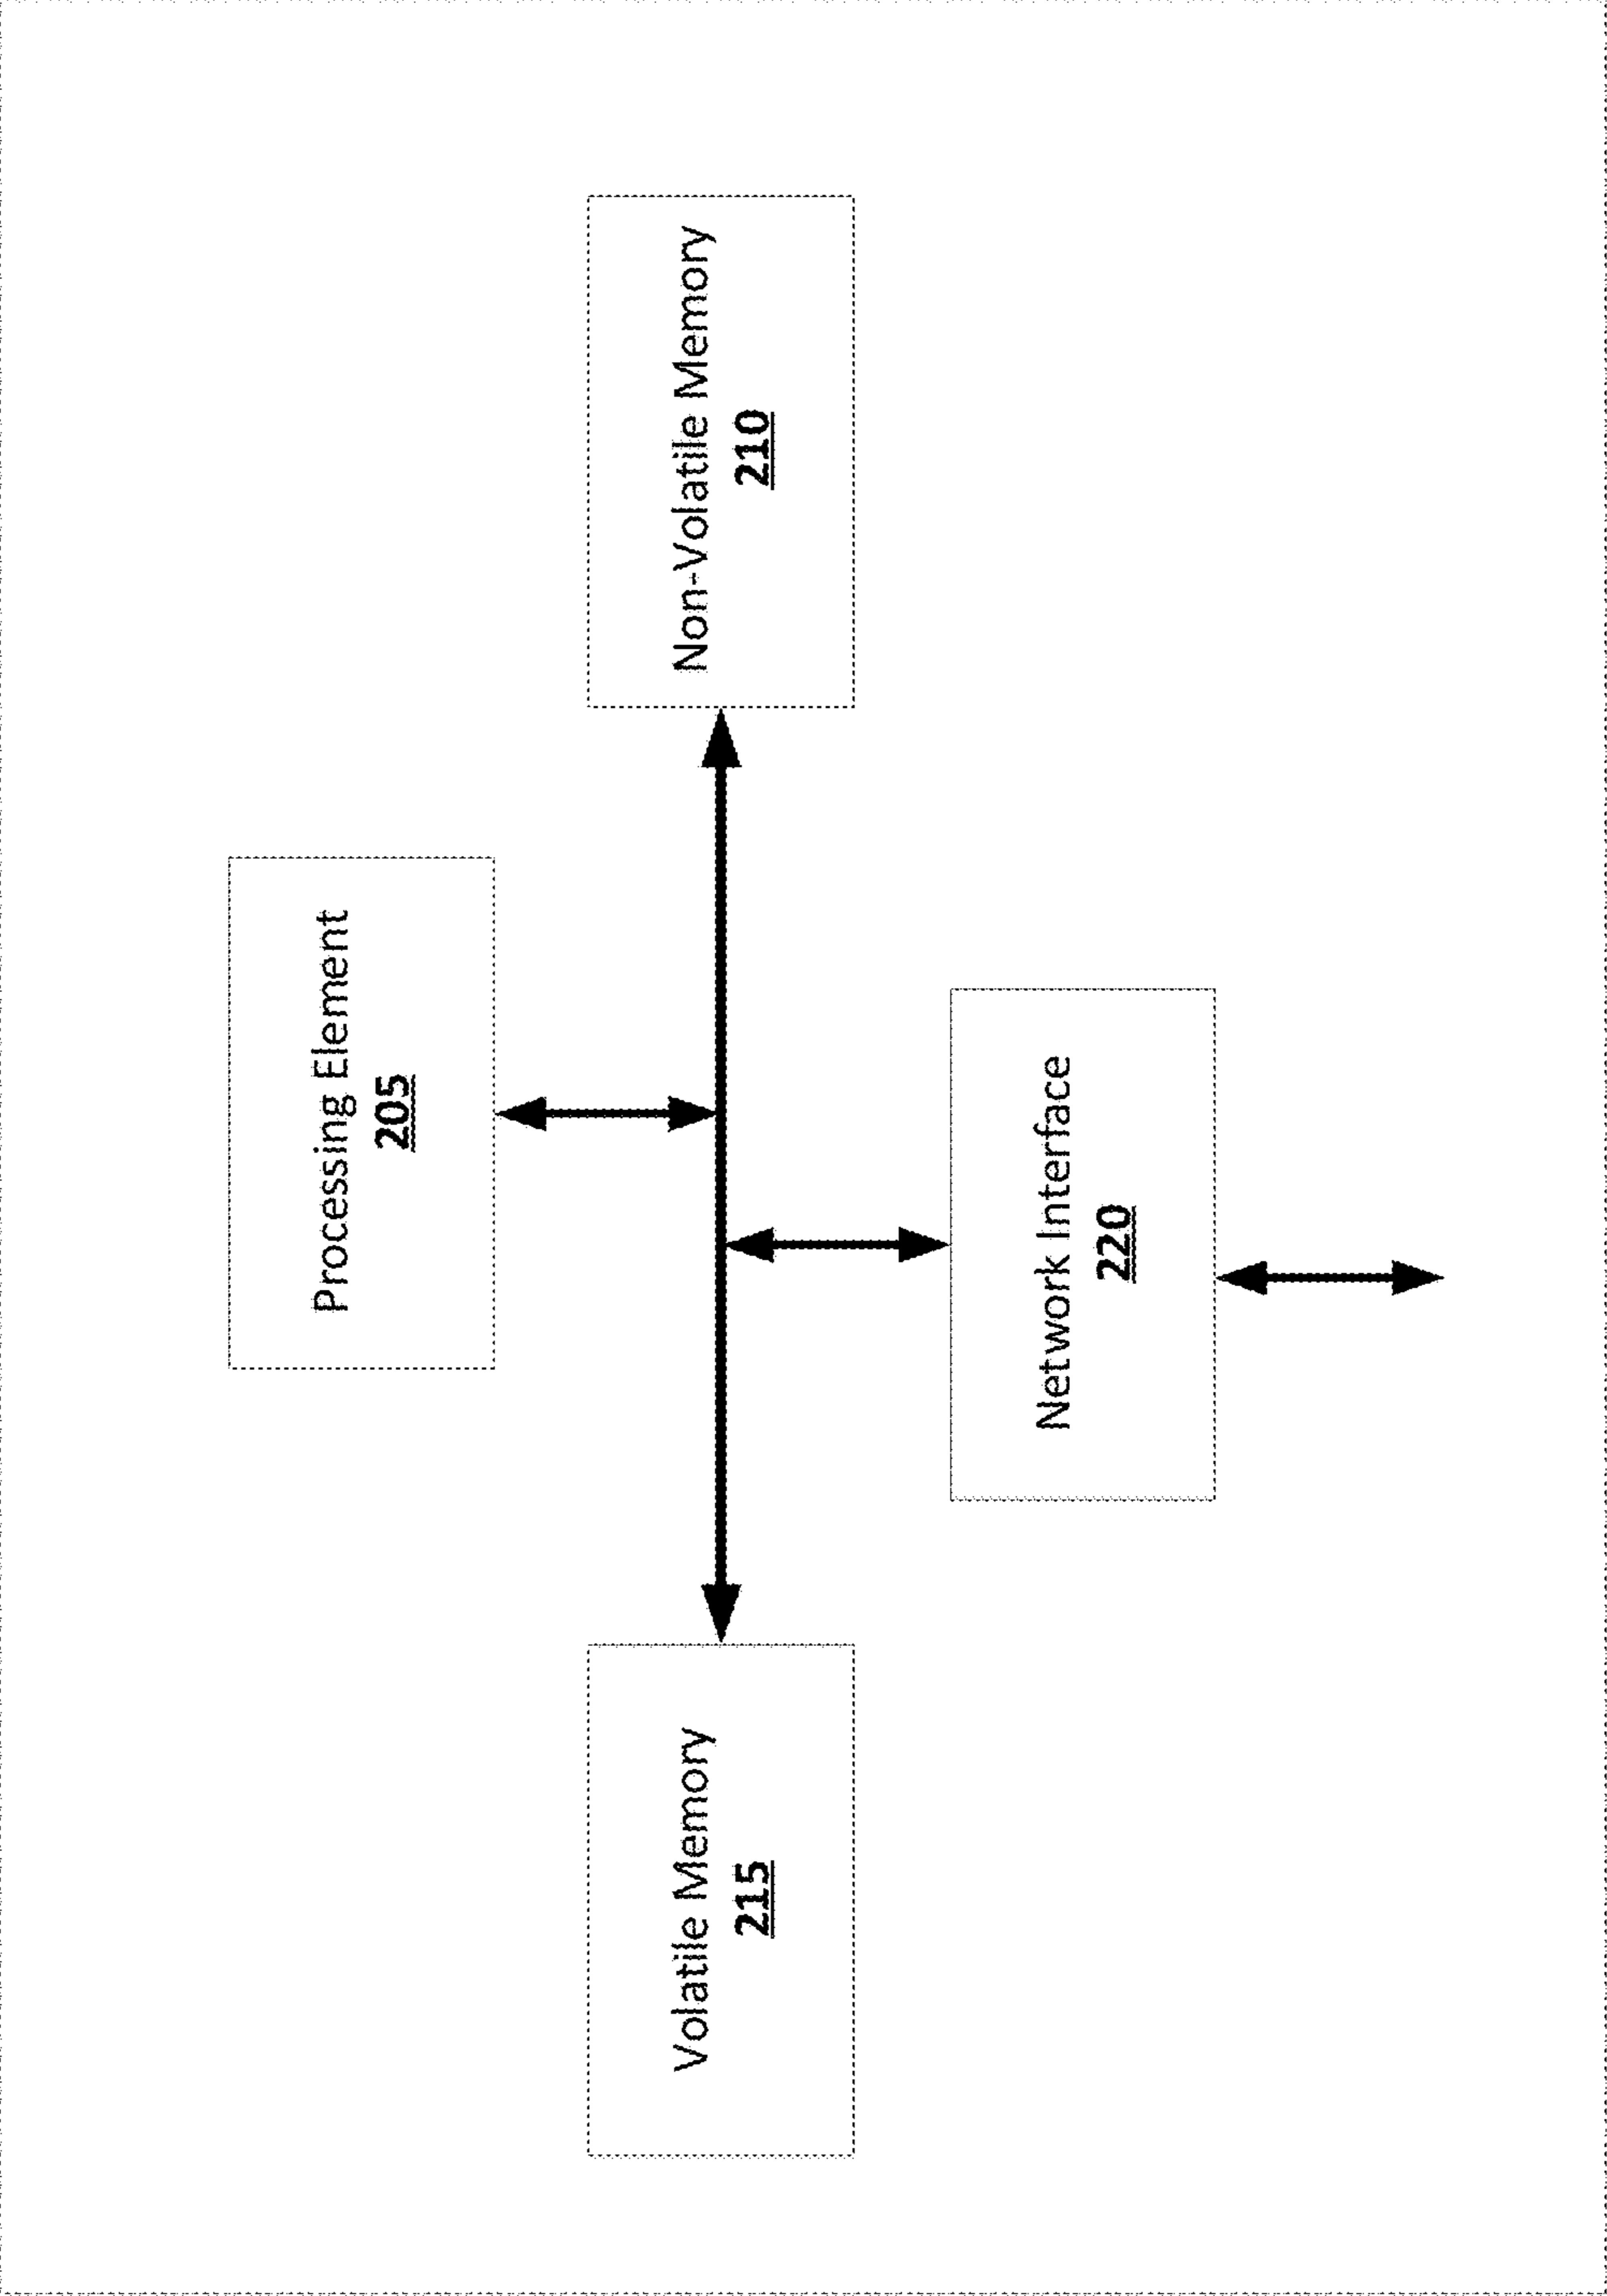 Processing Element
205
Volatile Memory
215
Non-Volatile Memory
210
Network Interface
220